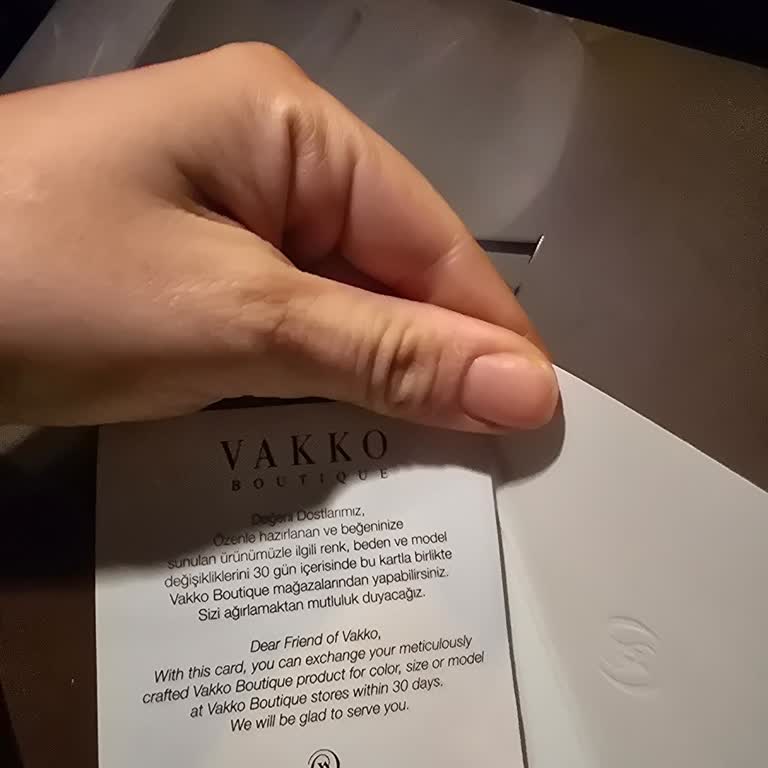 VAKKO
BOUTIQUE
Değerli Dostlarımız,
Özenle hazırlanan ve beğeninize
sunulan ürünümüzle ilgili renk, beden ve model
değişikliklerini 30 gün içerisinde bu kartla birlikte
Vakko Boutique mağazalarından yapabilirsiniz.
Sizi ağırlamaktan mutluluk duyacağız.
Dear Friend of Vakko,
With this card, you can exchange your meticulously
crafted Vakko Boutique product for color, size or model
at Vakko Boutique stores within 30 days.
We will be glad to serve you.